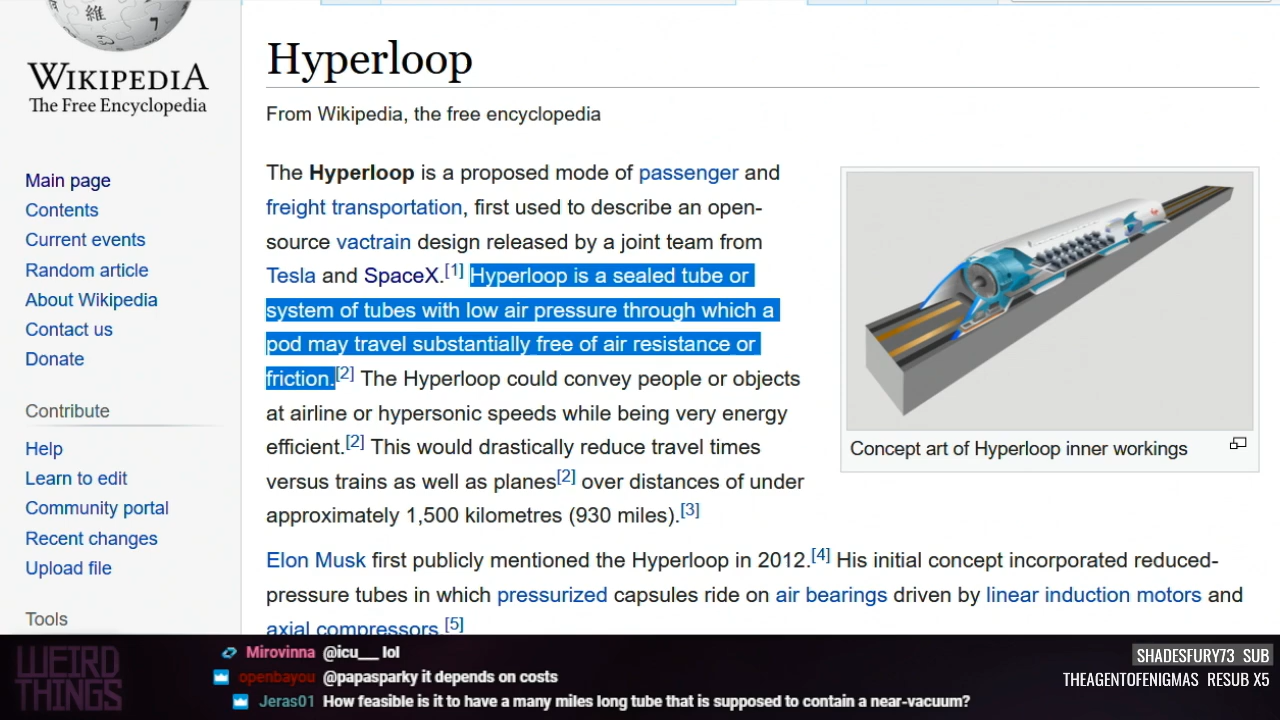 維
7
WIKIPEDIA
The Free Encyclopedia
Main page
Contents
Current events
Random article
About Wikipedia
Contact us
Donate
Contribute
Help
Learn to edit
Community portal
Recent changes
Upload file
Tools
Hyperloop
From Wikipedia, the free encyclopedia
The Hyperloop is a proposed mode of passenger and
freight transportation, first used to describe an open-
source vactrain design released by a joint team from
Tesla and SpaceX.[1] Hyperloop is a sealed tube or
system of tubes with low air pressure through which a
pod may travel substantially free of air resistance or
friction.[2] The Hyperloop could convey people or objects
at airline or hypersonic speeds while being very energy
efficient.[2] This would drastically reduce travel times
versus trains as well as planes[2] over distances of under
approximately 1,500 kilometres (930 miles).[3]
Concept art of Hyperloop inner workings
Elon Musk first publicly mentioned the Hyperloop in 2012.[4] His initial concept incorporated reduced-
pressure tubes in which pressurized capsules ride on air bearings driven by linear induction motors and
axial compressors.[5]
WEIRD
THINGS
Mirovinna @icu__ lol
openbayou @papasparky it depends on costs
Jeras01 How feasible is it to have a many miles long tube that is supposed to contain a near-vacuum?
SHADESFURY73 SUB
THEAGENTOFENIGMAS RESUB X5